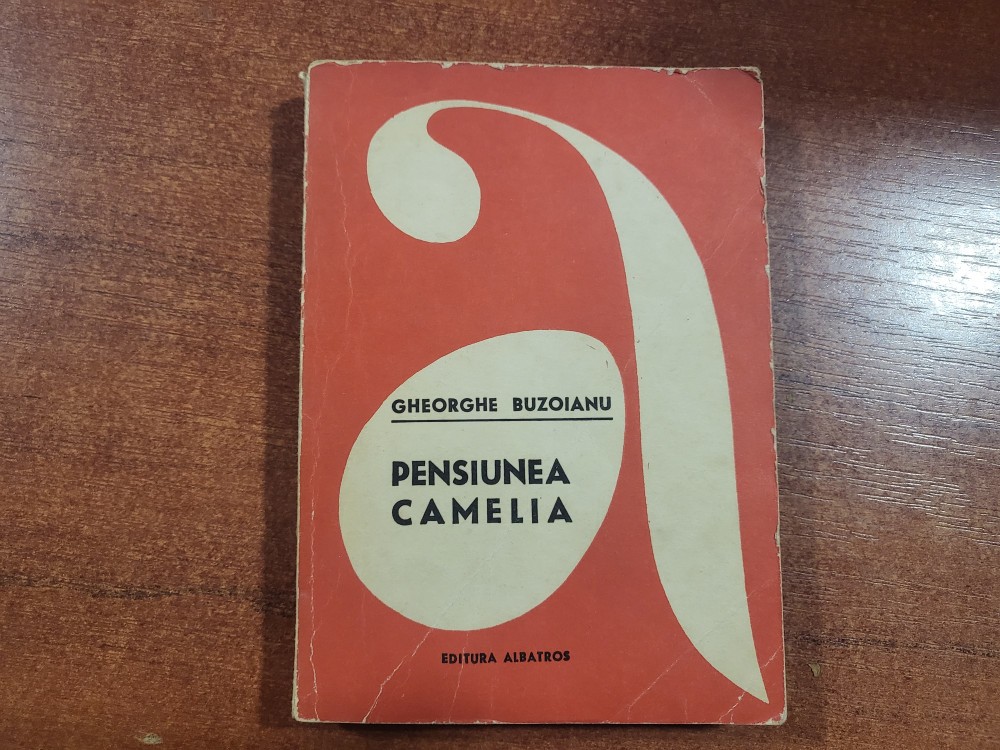 a
GHEORGHE BUZOIANU
PENSIUNEA
CAMELIA
EDITURA ALBATROS